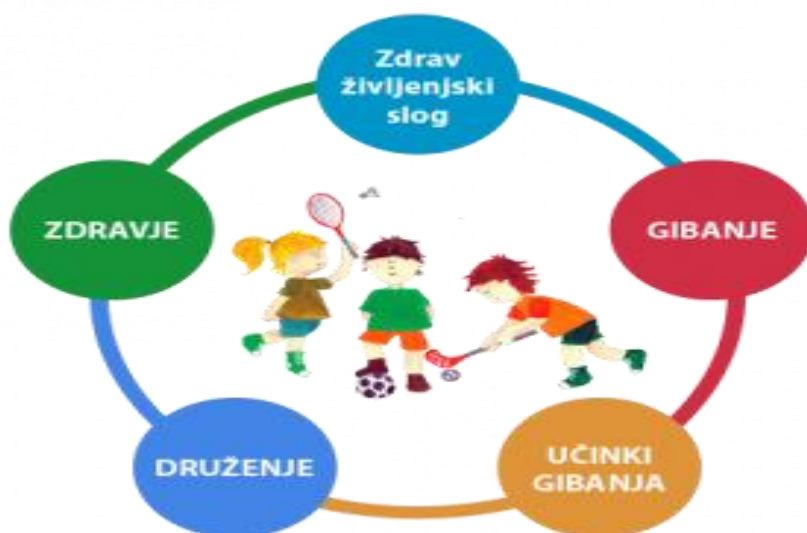 Zdrav
življenjski
slog
ZDRAVJE
GIBANJE
DRUŽENJE
UČINKI
GIBANJA